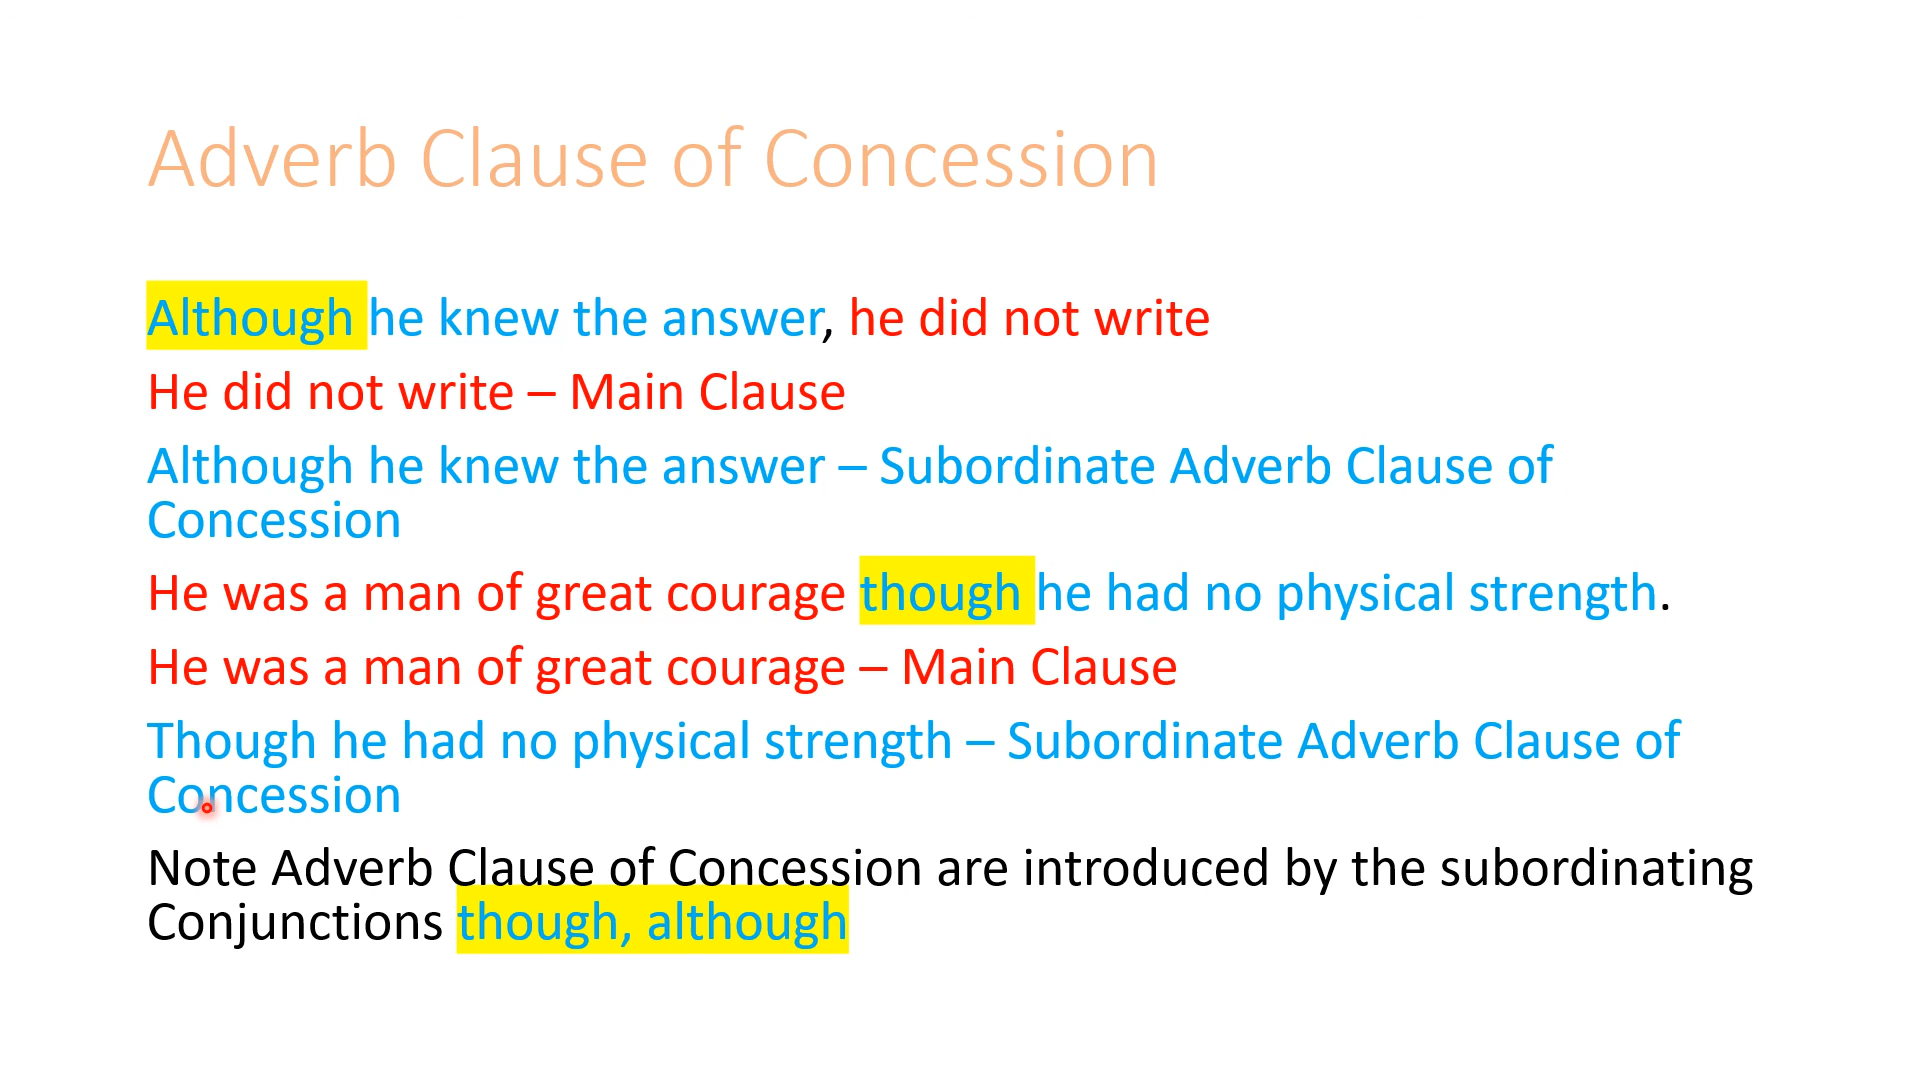 Adverb Clause of Concession
Although he knew the answer, he did not write
He did not write – Main Clause
Although he knew the answer – Subordinate Adverb Clause of
Concession
He was a man of great courage though he had no physical strength.
He was a man of great courage – Main Clause
Though he had no physical strength – Subordinate Adverb Clause of
Concession
Note Adverb Clause of Concession are introduced by the subordinating
Conjunctions though, although